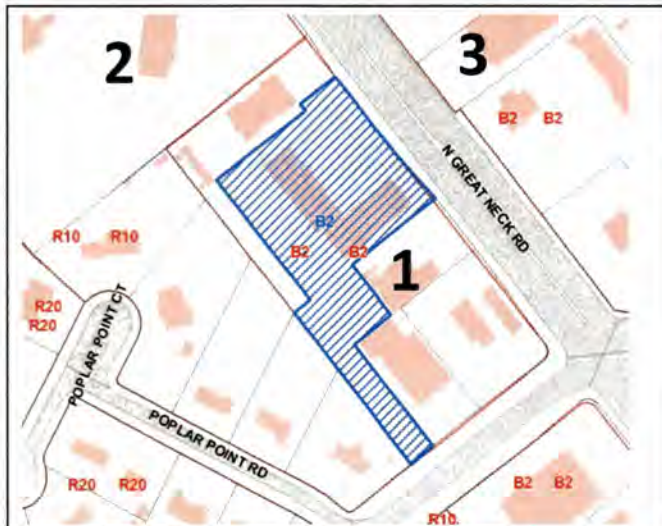 2
3
B2 B2
N GREAT NECK RD
B2
B2 B2
1
R10 R10
R20
R20
POPLAR POINT CT
POPLAR POINT RD
R20 R20
B2 B2
R10